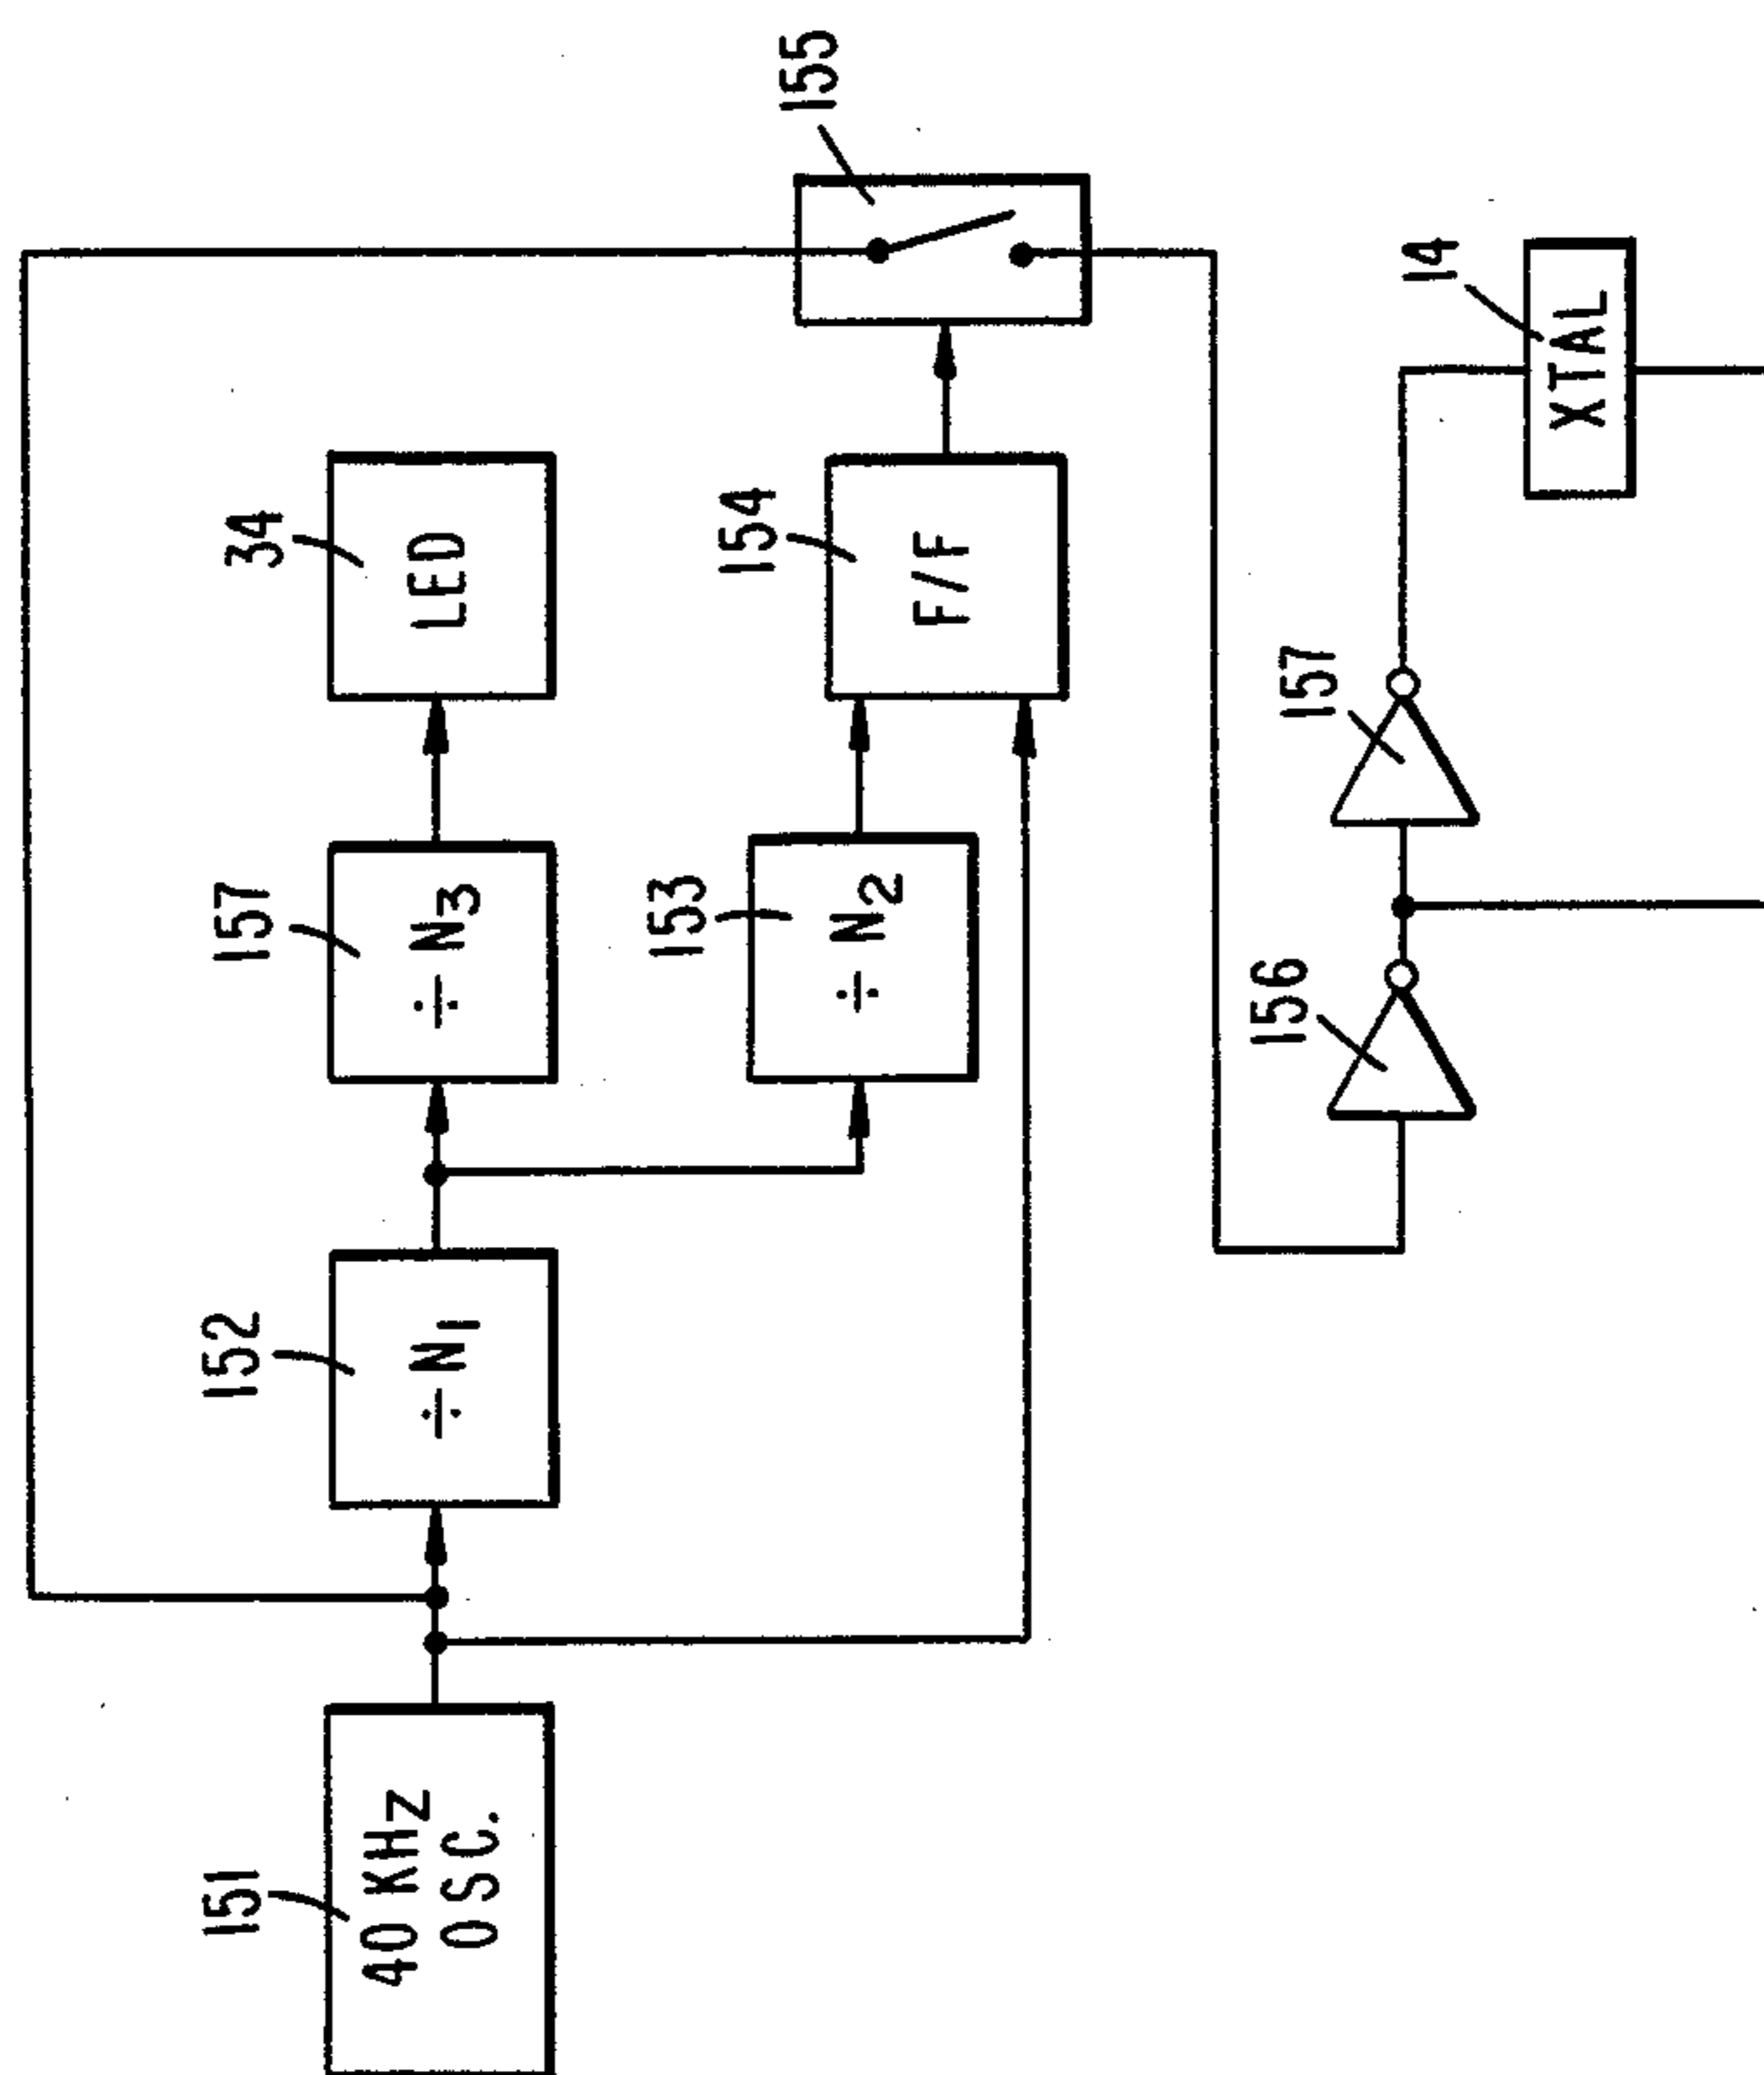 151
40 KHz
OSC.
152
÷ N1
157
÷ N3
34
LED
153
÷ N2
154
F/F
155
156
157
14
XTAL